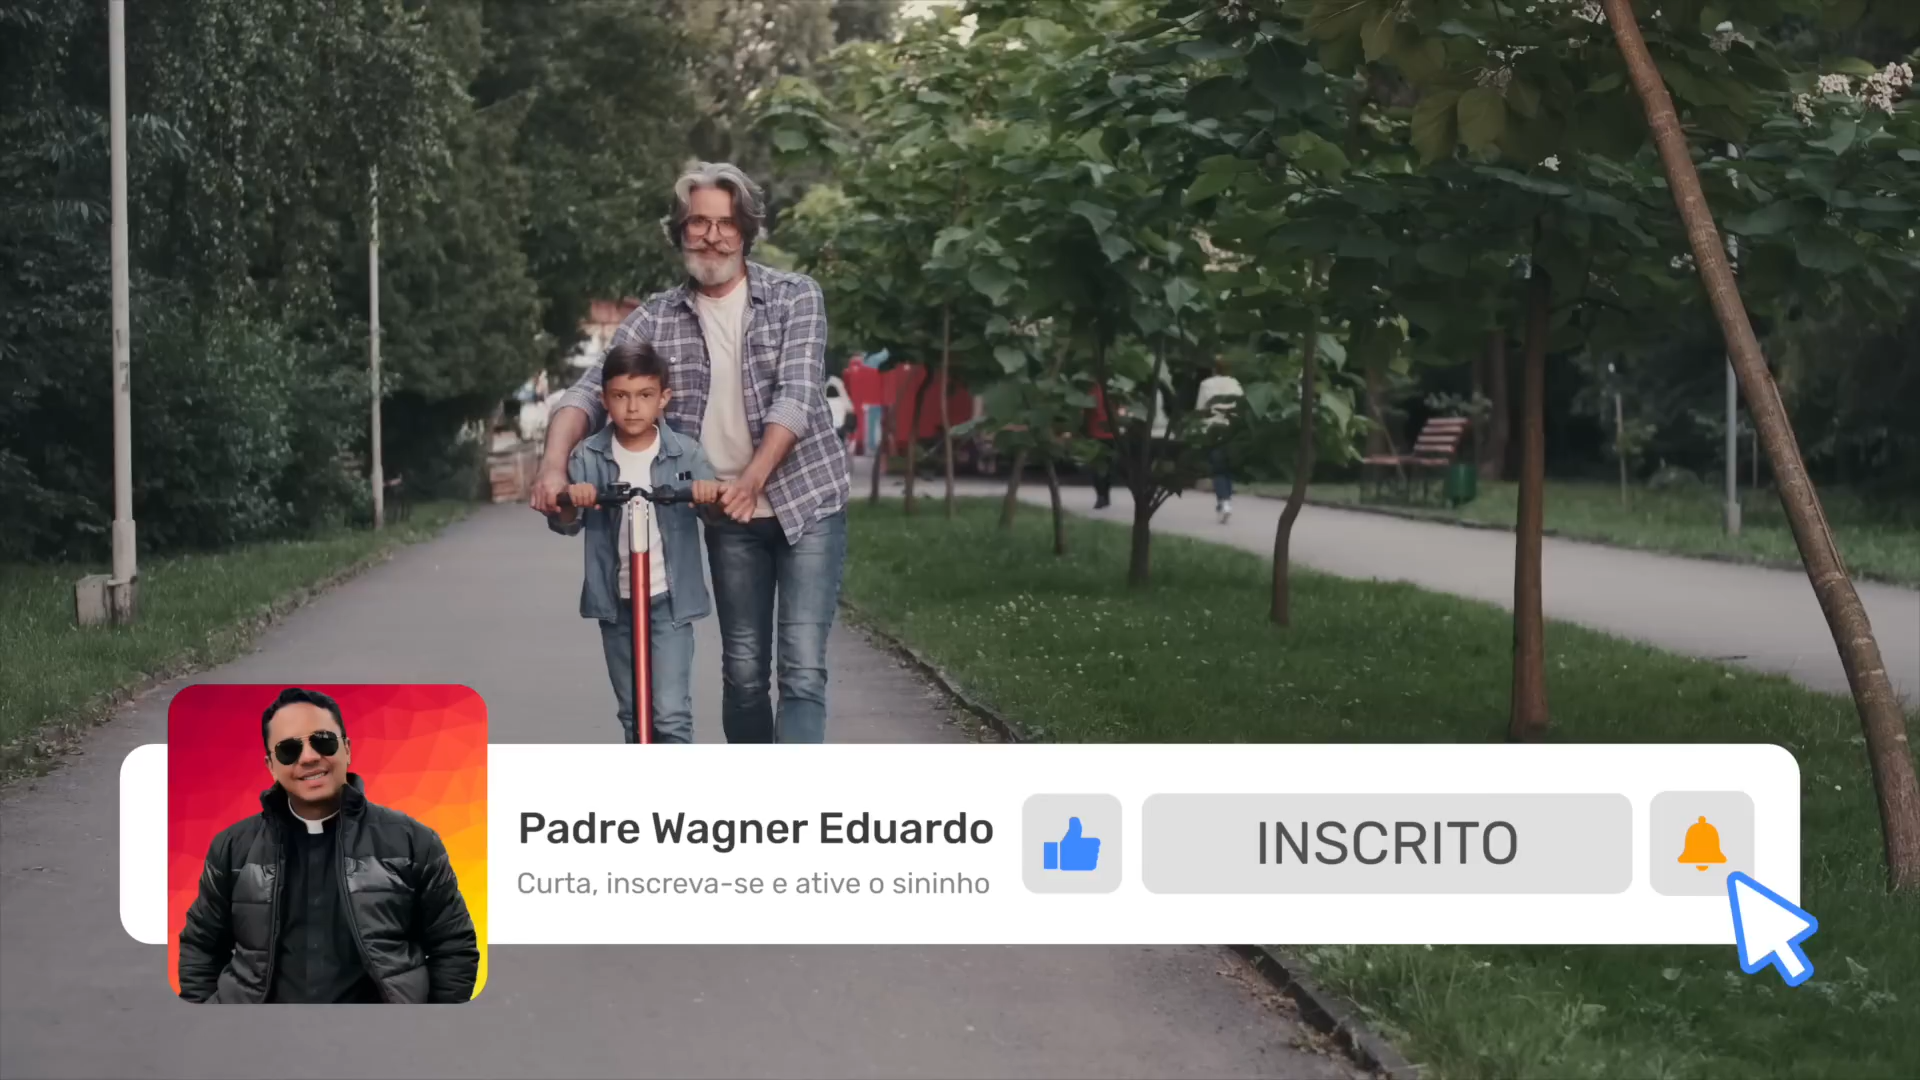 Padre Wagner Eduardo
Curta, inscreva-se e ative o sininho
INSCRITO